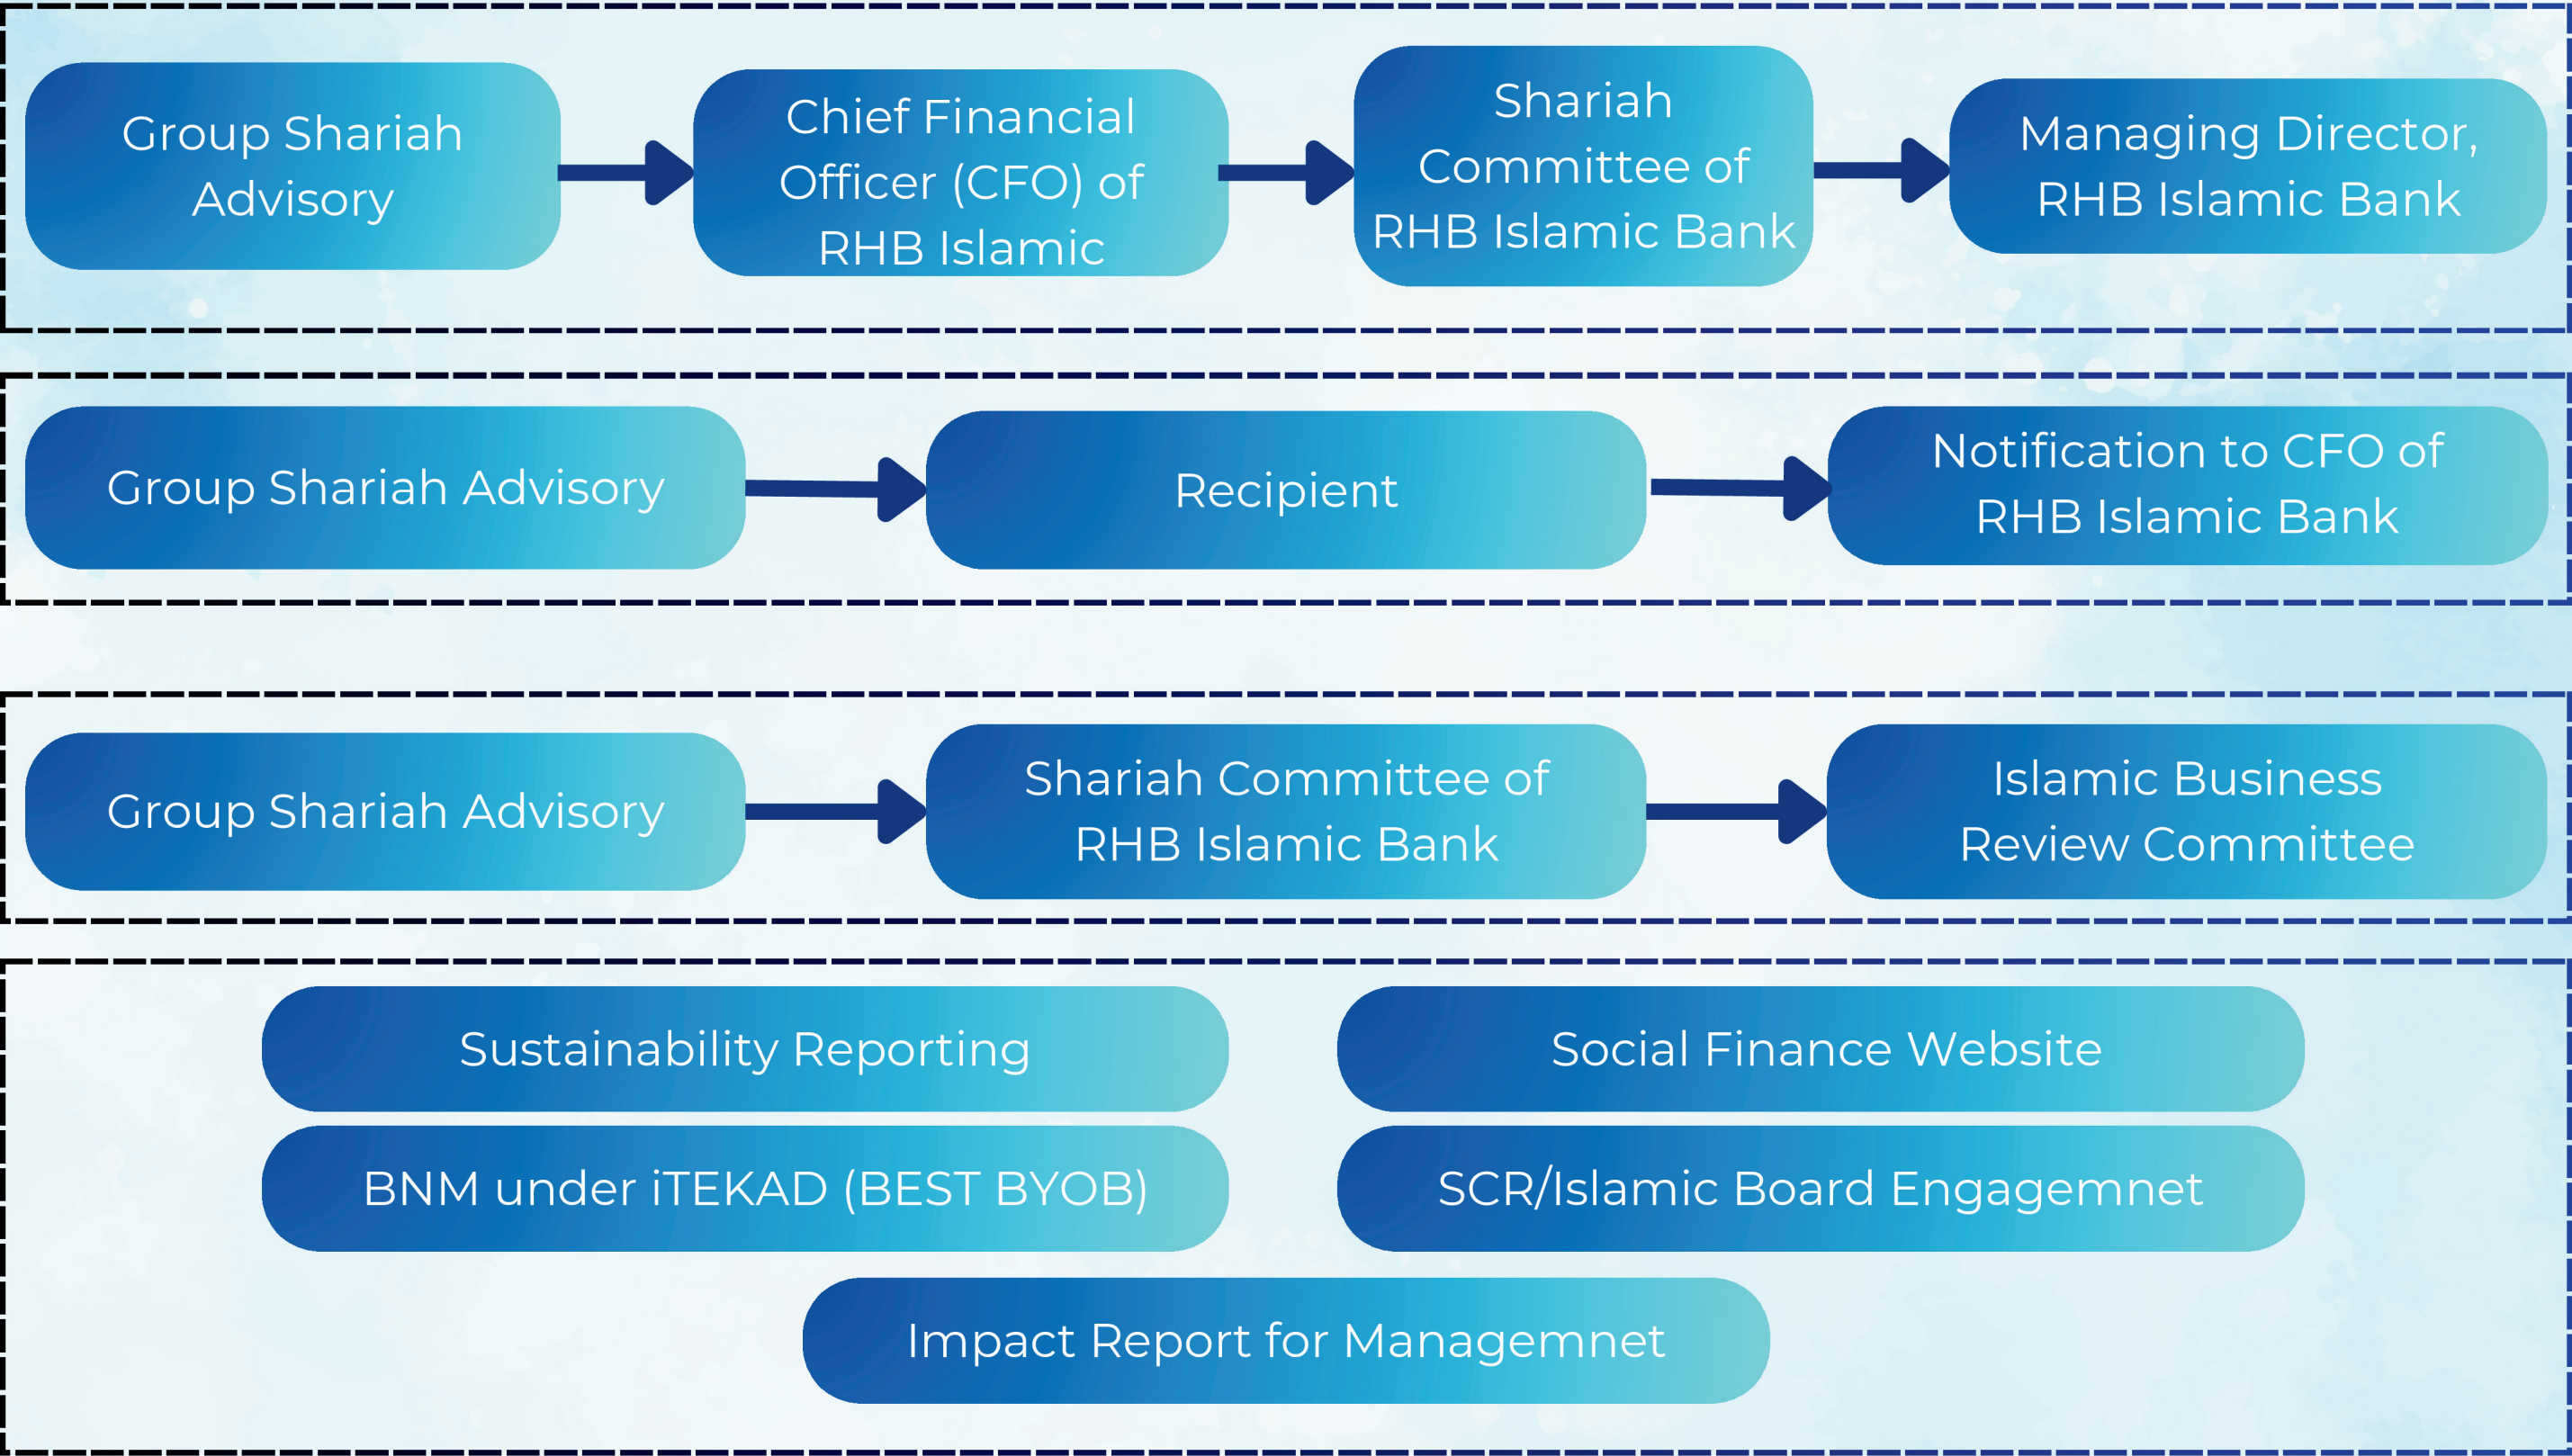 Group Shariah
Advisory
Chief Financial
Officer (CFO) of
RHB Islamic
Shariah
Committee of
RHB Islamic Bank
Managing Director,
RHB Islamic Bank
Group Shariah Advisory
Recipient
Notification to CFO of
RHB Islamic Bank
Group Shariah Advisory
Shariah Committee of
RHB Islamic Bank
Islamic Business
Review Committee
Sustainability Reporting
Social Finance Website
BNM under iTEKAD (BEST BYOB)
SCR/Islamic Board Engagemnet
Impact Report for Managemnet